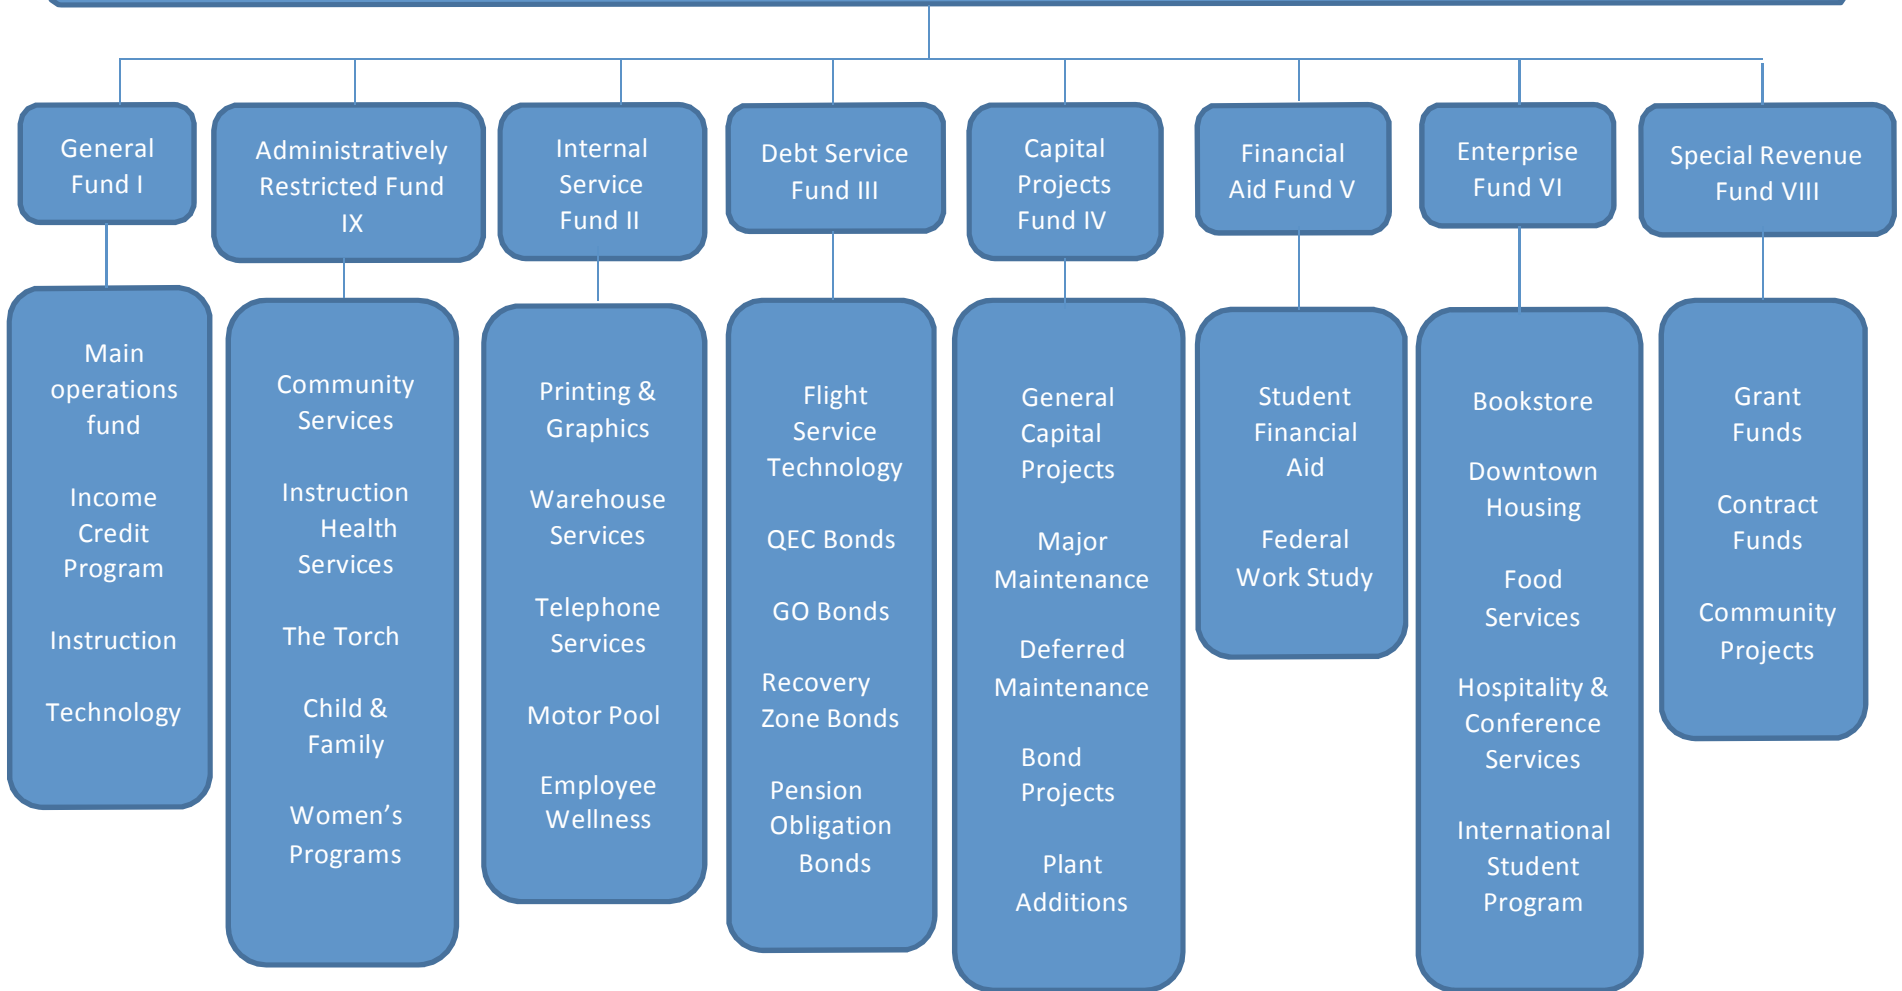 General
Fund I
Administratively
Restricted Fund
IX
Internal
Service
Fund II
Debt Service
Fund III
Capital
Projects
Fund IV
Financial
Aid Fund V
Enterprise
Fund VI
Special Revenue
Fund VIII
Main
operations
fund
Income
Credit
Program
Instruction
Technology
Community
Services
Instruction
Health
Services
The Torch
Child &
Family
Women’s
Programs
Printing &
Graphics
Warehouse
Services
Telephone
Services
Motor Pool
Employee
Wellness
Flight
Service
Technology
QEC Bonds
GO Bonds
Recovery
Zone Bonds
Pension
Obligation
Bonds
General
Capital
Projects
Major
Maintenance
Deferred
Maintenance
Bond
Projects
Plant
Additions
Student
Financial
Aid
Federal
Work Study
Bookstore
Downtown
Housing
Food
Services
Hospitality &
Conference
Services
International
Student
Program
Grant
Funds
Contract
Funds
Community
Projects